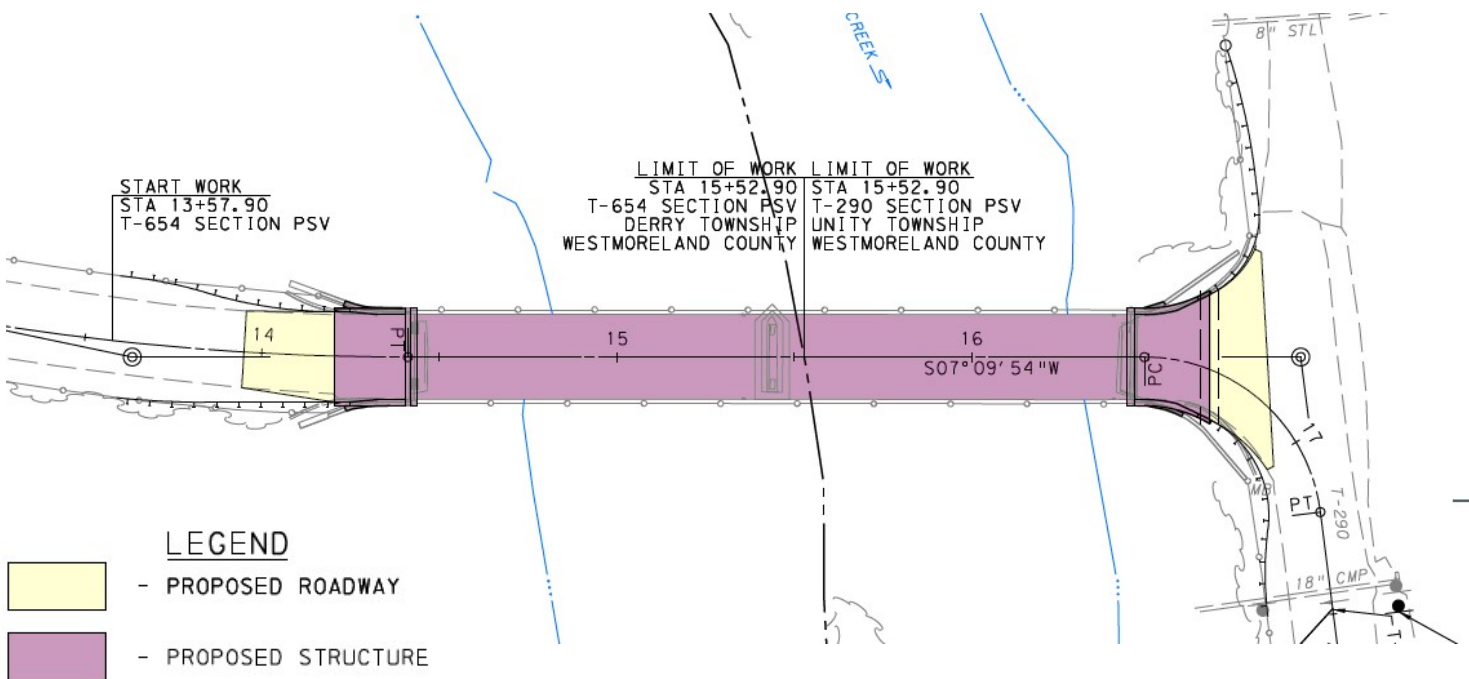 8" STL
CREEK
START WORK
STA 13+57.90
T-654 SECTION PSV
LIMIT OF WORK
STA 15+52.90
T-654 SECTION PSV
DERRY TOWNSHIP
WESTMORELAND COUNTY
LIMIT OF WORK
STA 15+52.90
T-290 SECTION PSV
UNITY TOWNSHIP
WESTMORELAND COUNTY
14
PT
15
16
S07°09'54"W
PC
17
MB
PT
T-290
18" CMP
LEGEND
- PROPOSED ROADWAY
- PROPOSED STRUCTURE